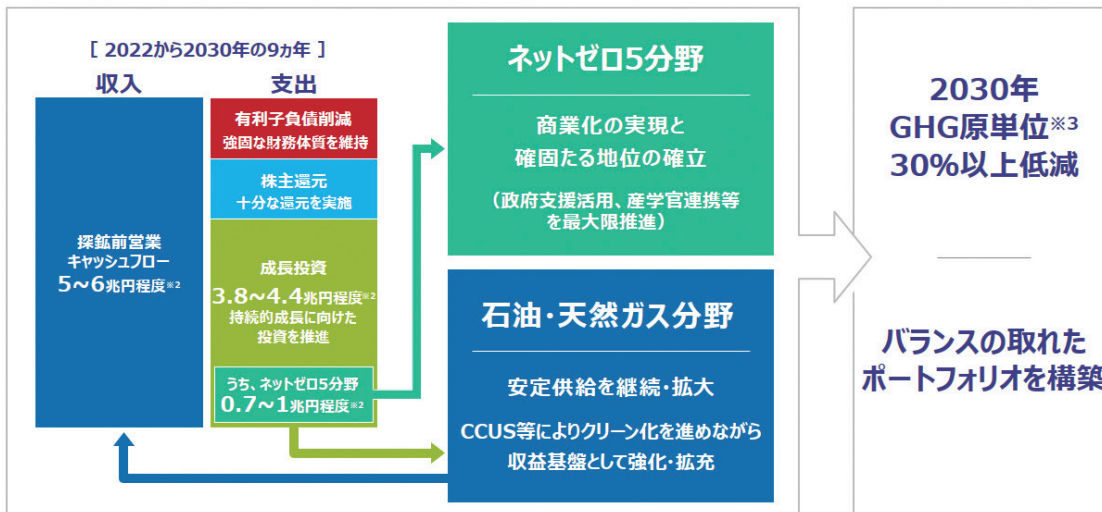 [ 2022から2030年の9ヵ年 ]
収入
支出
探鉱前営業
キャッシュフロー
5~6兆円程度※2
有利子負債削減
強固な財務体質を維持
株主還元
十分な還元を実施
成長投資
3.8~4.4兆円程度※2
持続的成長に向けた
投資を推進
うち、ネットゼロ5分野
0.7~1兆円程度※2
ネットゼロ5分野
商業化の実現と
確固たる地位の確立
（政府支援活用、産学官連携等
を最大限推進）
石油・天然ガス分野
安定供給を継続・拡大
CCUS等によりクリーン化を進めながら
収益基盤として強化・拡充
2030年
GHG原単位※3
30%以上低減
バランスの取れた
ポートフォリオを構築